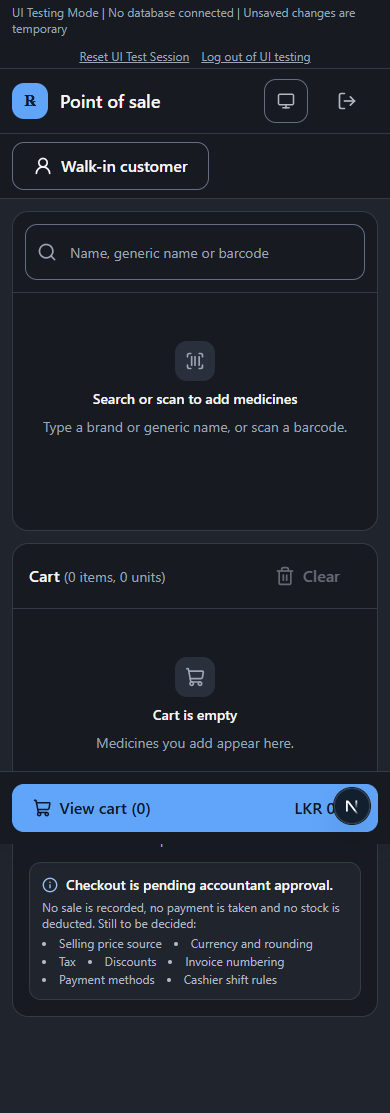 UI Testing Mode | No database connected | Unsaved changes are
temporary
Reset UI Test Session Log out of UI testing
℞ Point of sale
Walk-in customer
Name, generic name or barcode
Search or scan to add medicines
Type a brand or generic name, or scan a barcode.
Cart (0 items, 0 units) Clear
Cart is empty
Medicines you add appear here.
View cart (0) LKR 0
N
Checkout is pending accountant approval.
No sale is recorded, no payment is taken and no stock is
deducted. Still to be decided:
• Selling price source • Currency and rounding
• Tax • Discounts • Invoice numbering
• Payment methods • Cashier shift rules